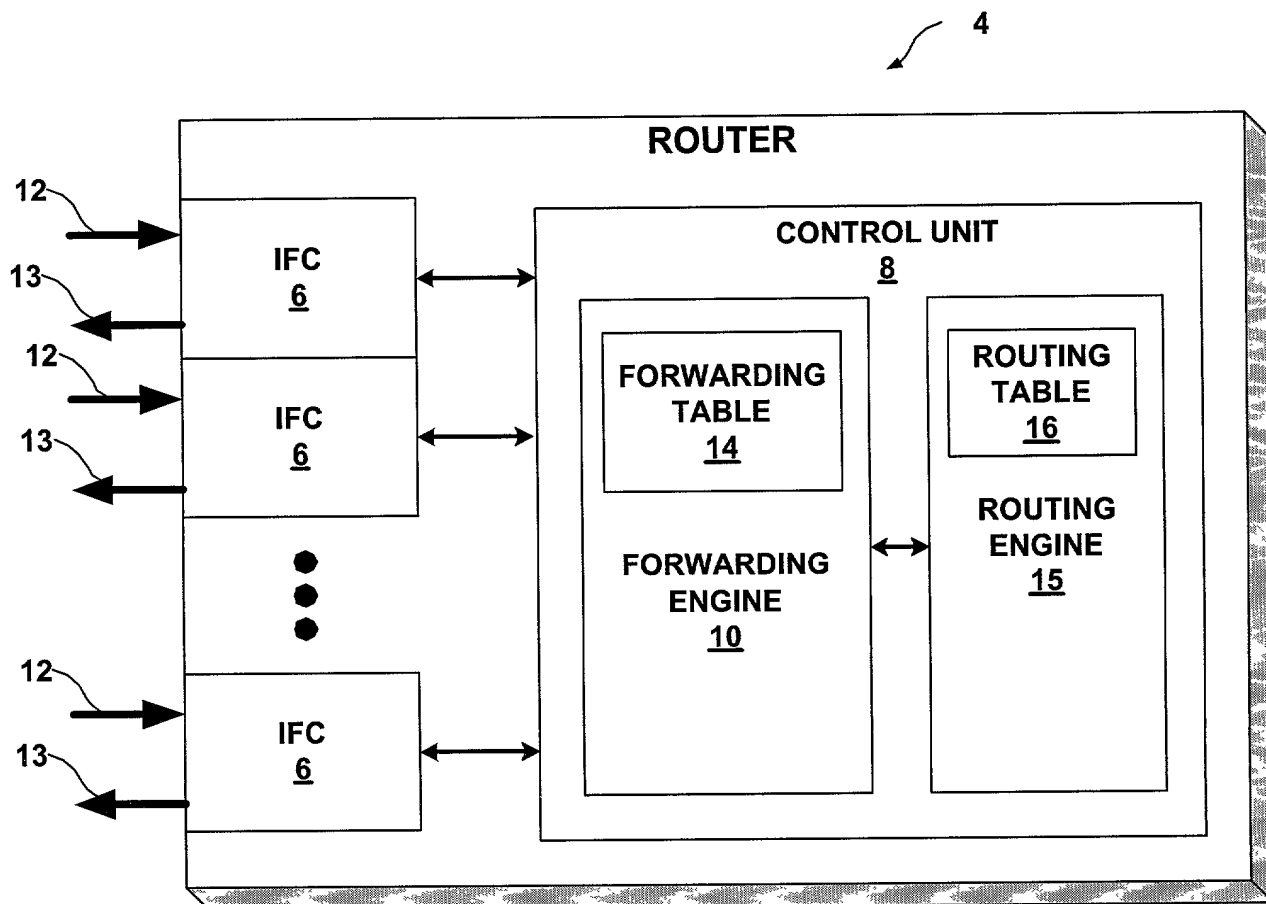 4
ROUTER
12
13
IFC
6
12
13
IFC
6
12
13
IFC
6
CONTROL UNIT
8
FORWARDING
TABLE
14
FORWARDING
ENGINE
10
ROUTING
TABLE
16
ROUTING
ENGINE
15